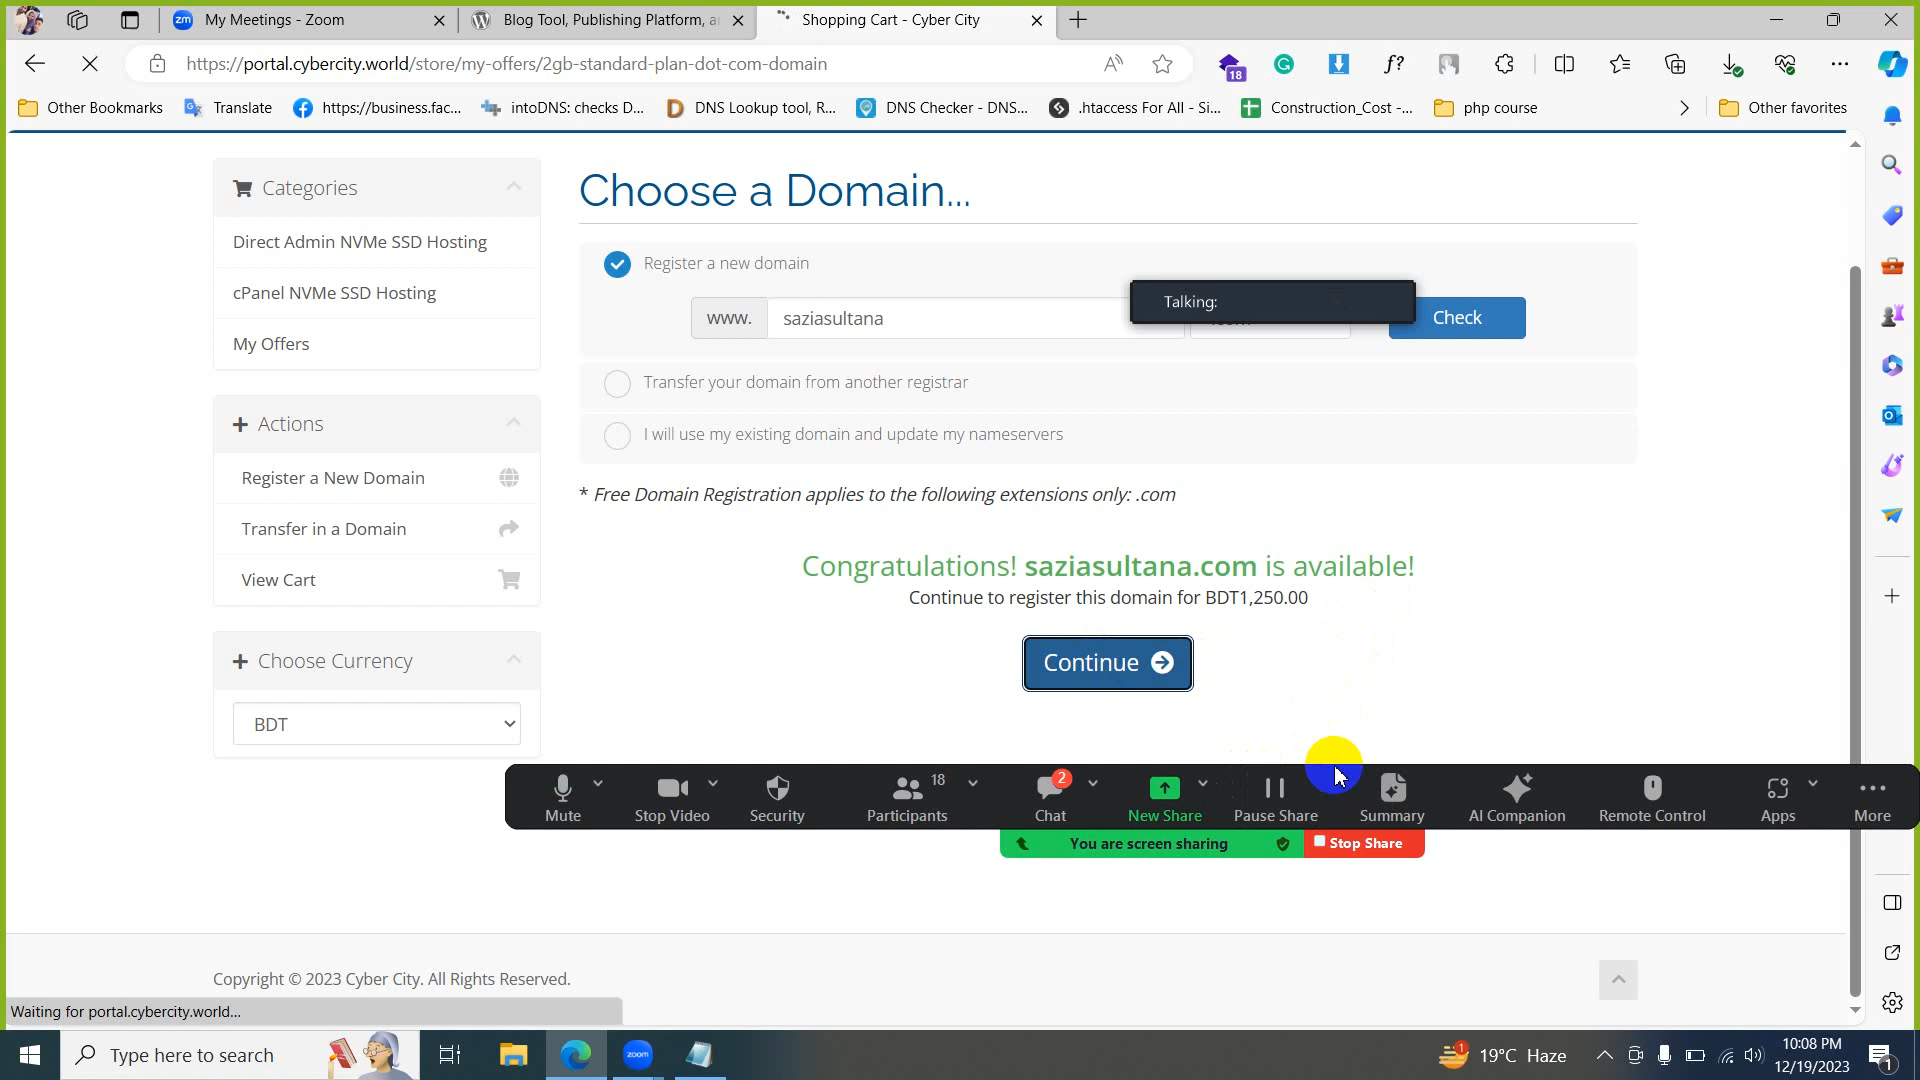 My Meetings - Zoom
Blog Tool, Publishing Platform, a
Shopping Cart - Cyber City
https://portal.cybercity.world/store/my-offers/2gb-standard-plan-dot-com-domain
18
Other Bookmarks
Translate
https://business.fac...
intoDNS: checks D...
DNS Lookup tool, R...
DNS Checker - DNS...
.htaccess For All - Si...
Construction_Cost -...
php course
Other favorites
Categories
Direct Admin NVMe SSD Hosting
cPanel NVMe SSD Hosting
My Offers
Actions
Register a New Domain
Transfer in a Domain
View Cart
Choose Currency
BDT
Choose a Domain...
Register a new domain
www.
saziasultana
Talking:
Check
Transfer your domain from another registrar
I will use my existing domain and update my nameservers
* Free Domain Registration applies to the following extensions only: .com
Congratulations! saziasultana.com is available!
Continue to register this domain for BDT1,250.00
Continue
Mute
Stop Video
Security
18
Participants
2
Chat
New Share
Pause Share
Summary
AI Companion
Remote Control
Apps
More
You are screen sharing
Stop Share
Copyright © 2023 Cyber City. All Rights Reserved.
Waiting for portal.cybercity.world...
Type here to search
zoom
1
19°C Haze
10:08 PM
12/19/2023
1